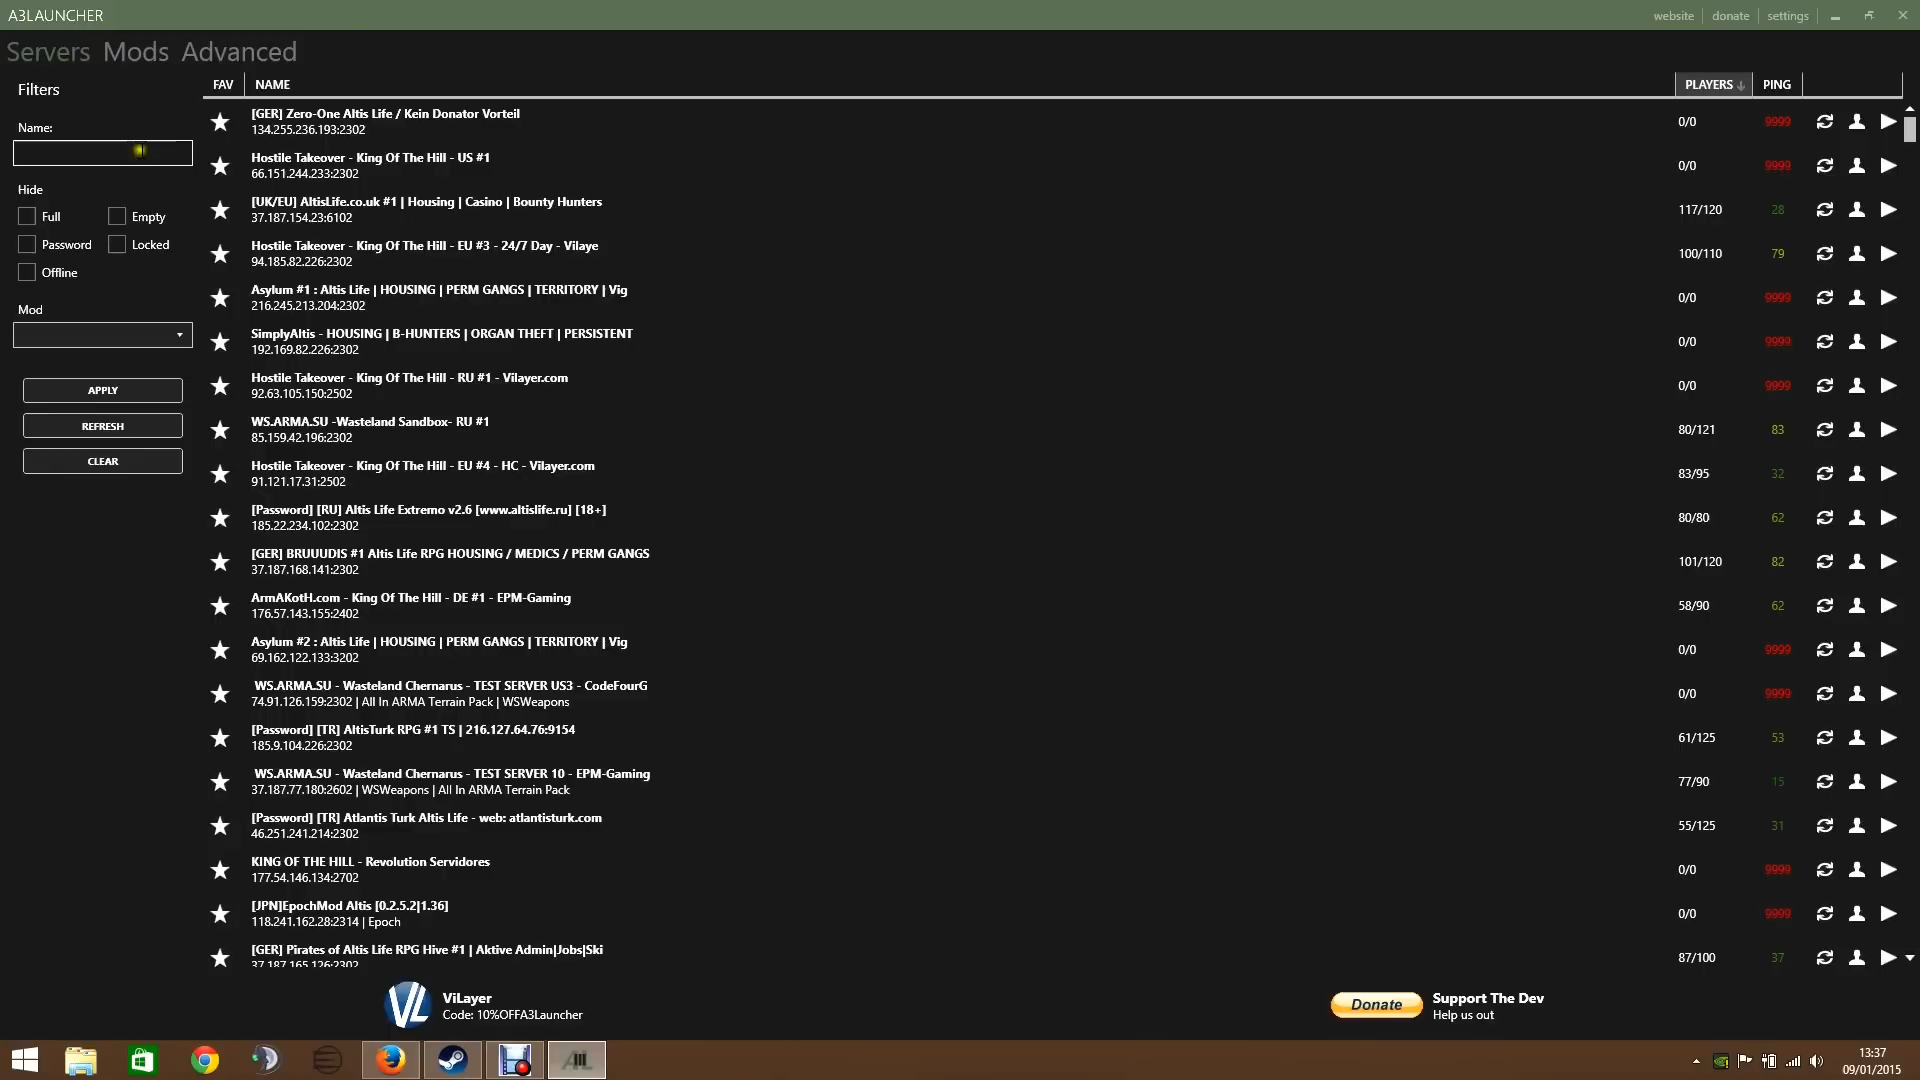 A3LAUNCHER
website
donate
settings
Servers Mods Advanced
Filters
FAV
NAME
PLAYERS
PING
Name:
Hide
Full
Empty
Password
Locked
Offline
Mod
APPLY
REFRESH
CLEAR
[GER] Zero-One Altis Life / Kein Donator Vorteil
134.255.236.193:2302
0/0
9999
Hostile Takeover - King Of The Hill - US #1
66.151.244.233:2302
0/0
9999
[UK/EU] AltisLife.co.uk #1 | Housing | Casino | Bounty Hunters
37.187.154.23:6102
117/120
28
Hostile Takeover - King Of The Hill - EU #3 - 24/7 Day - Vilaye
94.185.82.226:2302
100/110
79
Asylum #1 : Altis Life | HOUSING | PERM GANGS | TERRITORY | Vig
216.245.213.204:2302
0/0
9999
SimplyAltis - HOUSING | B-HUNTERS | ORGAN THEFT | PERSISTENT
192.169.82.226:2302
0/0
9999
Hostile Takeover - King Of The Hill - RU #1 - Vilayer.com
92.63.105.150:2502
0/0
9999
WS.ARMA.SU -Wasteland Sandbox- RU #1
85.159.42.196:2302
80/121
83
Hostile Takeover - King Of The Hill - EU #4 - HC - Vilayer.com
91.121.17.31:2502
83/95
32
[Password] [RU] Altis Life Extremo v2.6 [www.altislife.ru] [18+]
185.22.234.102:2302
80/80
62
[GER] BRUUUDIS #1 Altis Life RPG HOUSING / MEDICS / PERM GANGS
37.187.168.141:2302
101/120
82
ArmAKotH.com - King Of The Hill - DE #1 - EPM-Gaming
176.57.143.155:2402
58/90
62
Asylum #2 : Altis Life | HOUSING | PERM GANGS | TERRITORY | Vig
69.162.122.133:3202
0/0
9999
WS.ARMA.SU - Wasteland Chernarus - TEST SERVER US3 - CodeFourG
74.91.126.159:2302 | All In ARMA Terrain Pack | WSWeapons
0/0
9999
[Password] [TR] AltisTurk RPG #1 TS | 216.127.64.76:9154
185.9.104.226:2302
61/125
53
WS.ARMA.SU - Wasteland Chernarus - TEST SERVER 10 - EPM-Gaming
37.187.77.180:2602 | WSWeapons | All In ARMA Terrain Pack
77/90
15
[Password] [TR] Atlantis Turk Altis Life - web: atlantisturk.com
46.251.241.214:2302
55/125
31
KING OF THE HILL - Revolution Servidores
177.54.146.134:2702
0/0
9999
[JPN]EpochMod Altis [0.2.5.2|1.36]
118.241.162.28:2314 | Epoch
0/0
9999
[GER] Pirates of Altis Life RPG Hive #1 | Aktive Admin|Jobs|Ski
37.187.165.126:2302
87/100
37
VL
ViLayer
Code: 10%OFFA3Launcher
Donate
Support The Dev
Help us out
13:37
09/01/2015